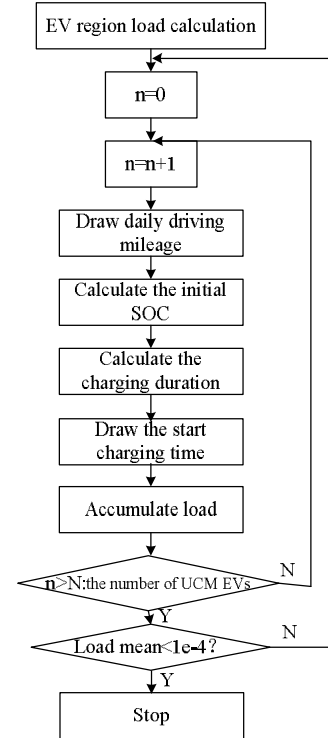 EV region load calculation
n=0
n=n+1
Draw daily driving
mileage
Calculate the initial
SOC
Calculate the
charging duration
Draw the start
charging time
Accumulate load
n>N:the number of UCM EVs
N
Y
Load mean<1e-4?
N
Y
Stop